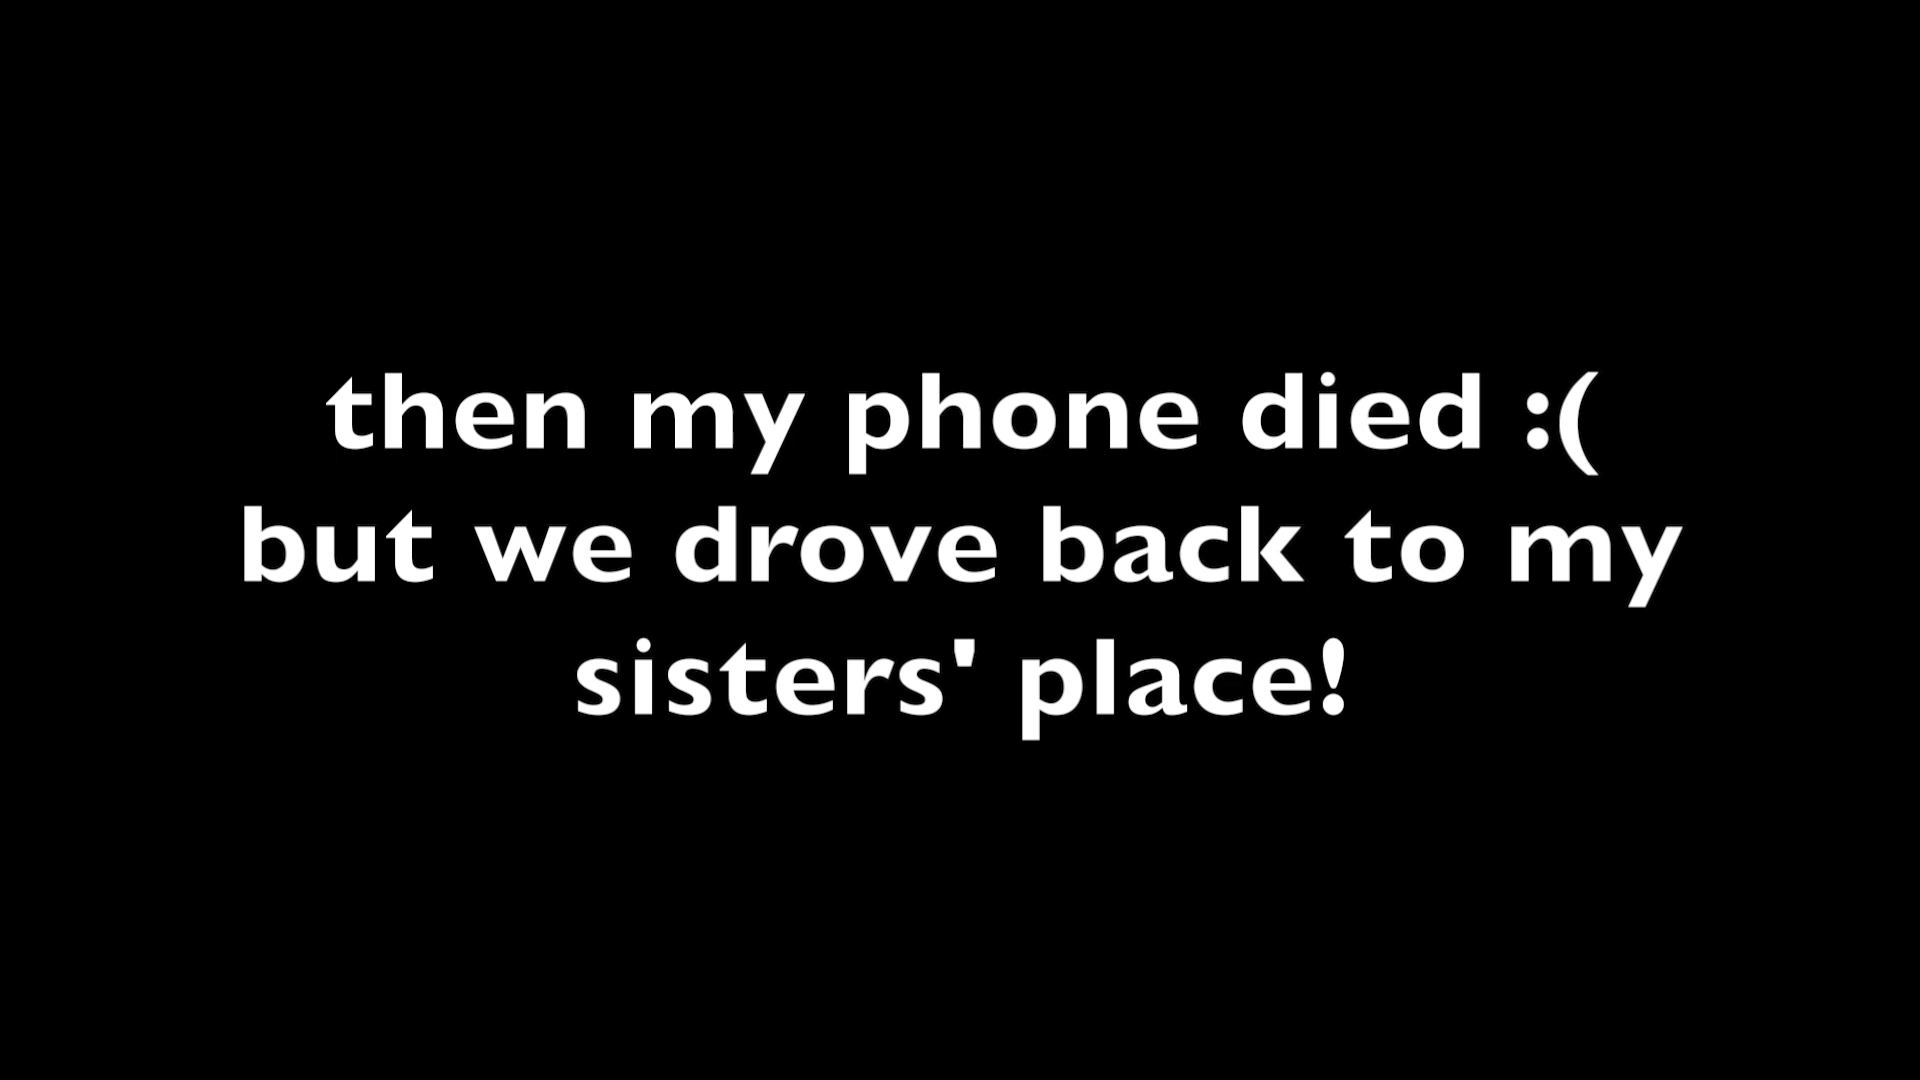 then my phone died :(
but we drove back to my
sisters' place!